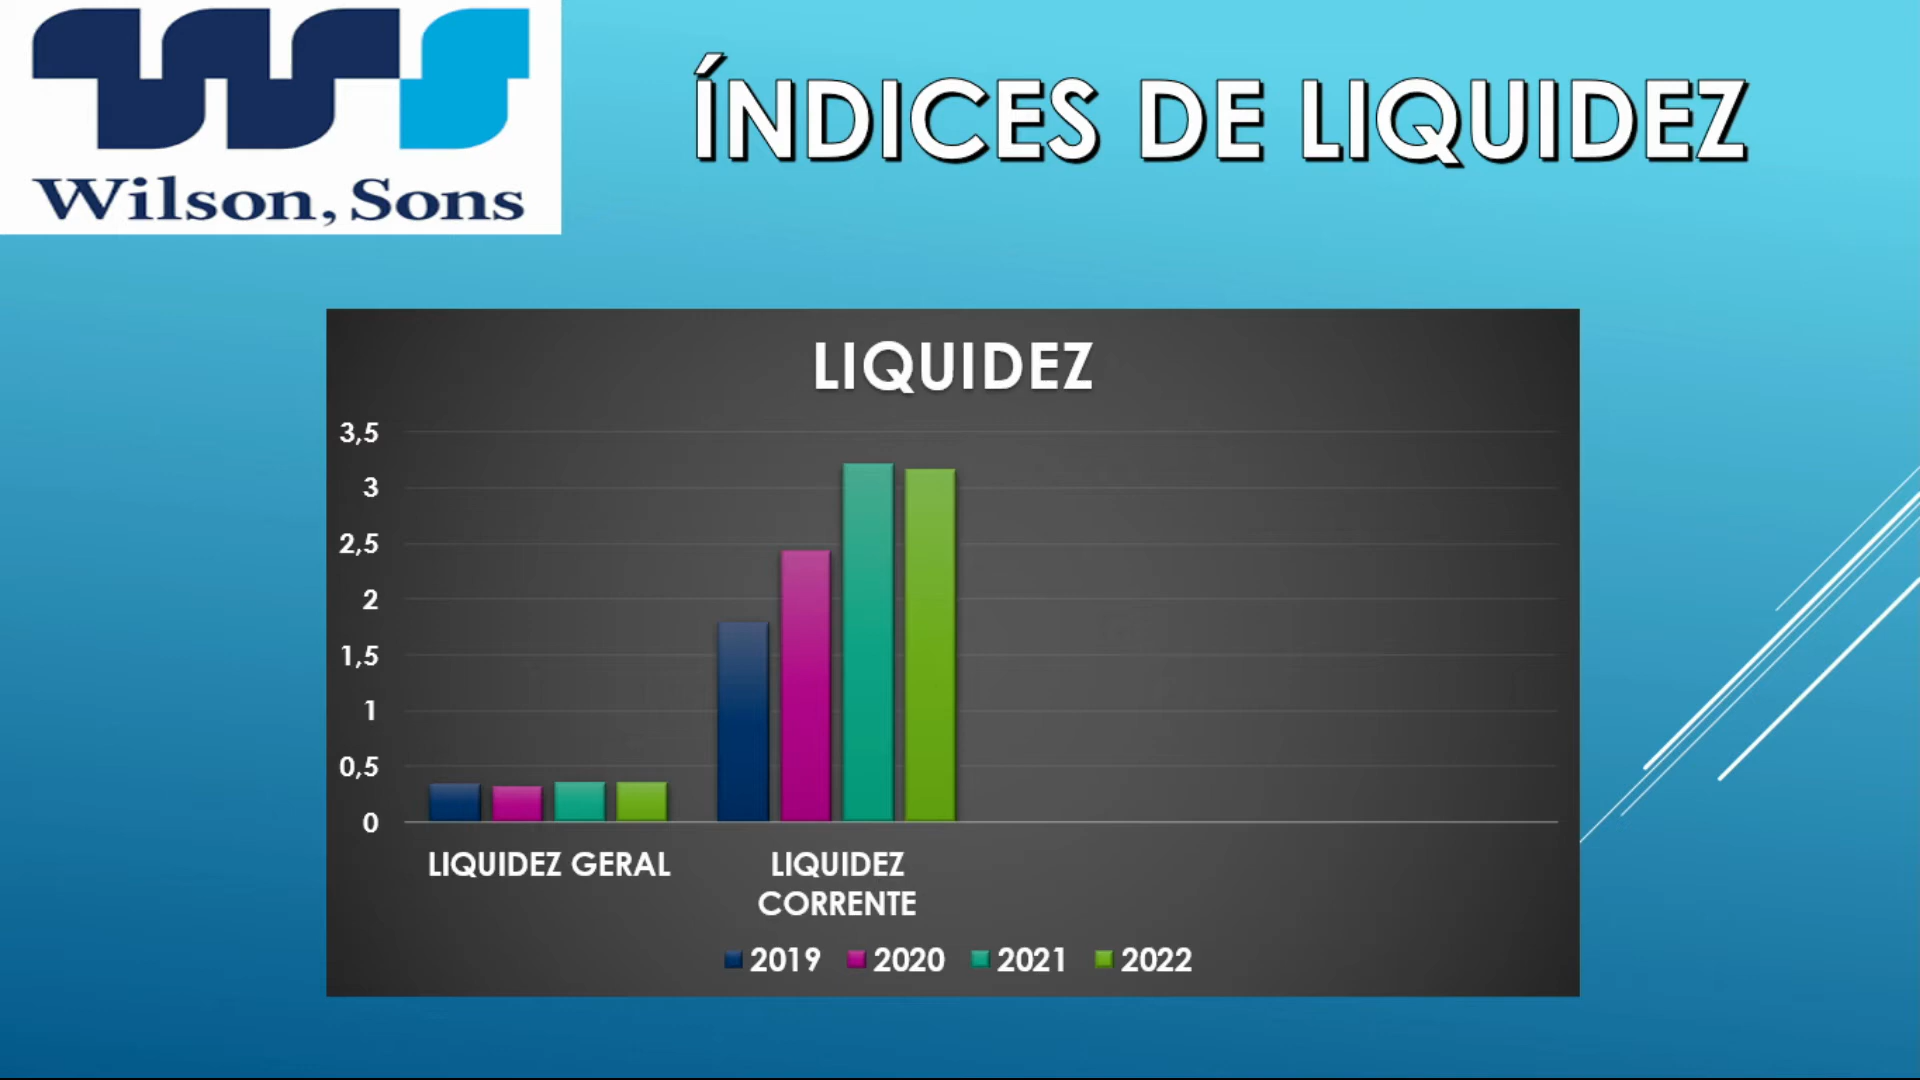 Wilson, Sons
ÍNDICES DE LIQUIDEZ
LIQUIDEZ
3,5
3
2,5
2
1,5
1
0,5
0
LIQUIDEZ GERAL
LIQUIDEZ
CORRENTE
2019 2020 2021 2022